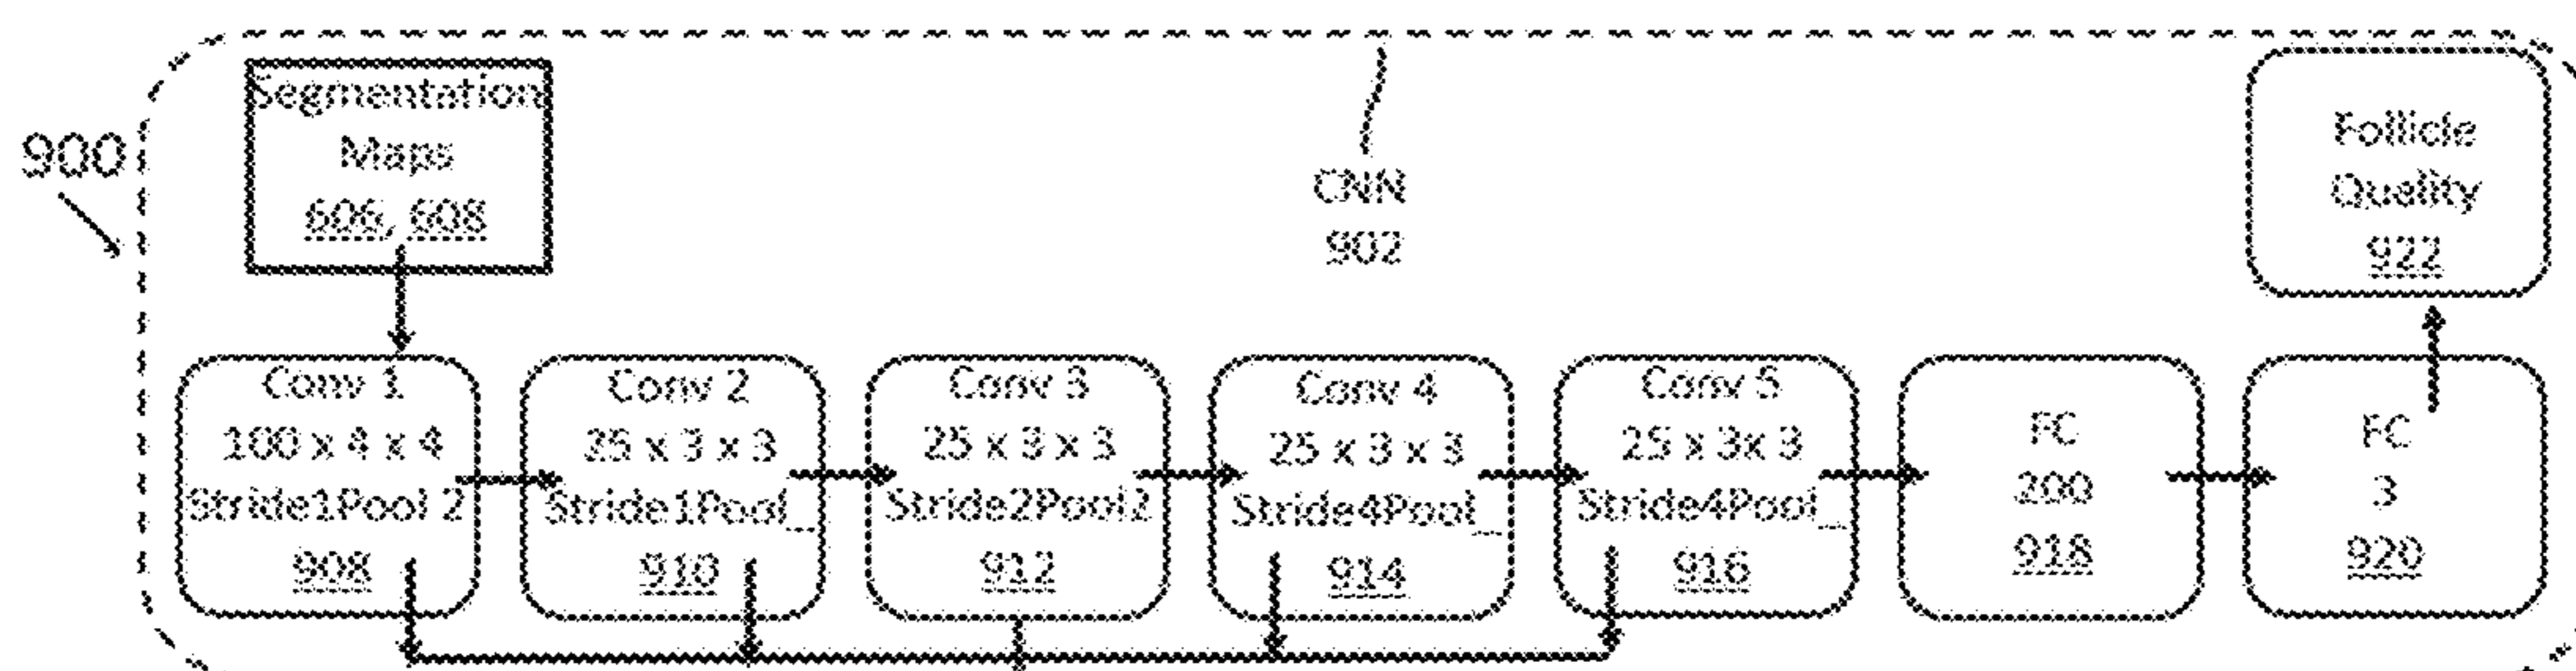 900
Segmentation
Maps
606, 608
CNN
902
Follicle
Quality
922
Conv 1
100 x 4 x 4
Stride1Pool 2
908
Conv 2
25 x 3 x 3
Stride1Pool_
910
Conv 3
25 x 3 x 3
Stride2Pool2
912
Conv 4
25 x 3 x 3
Stride4Pool_
914
Conv 5
25 x 3x 3
Stride4Pool_
916
FC
200
918
FC
3
920